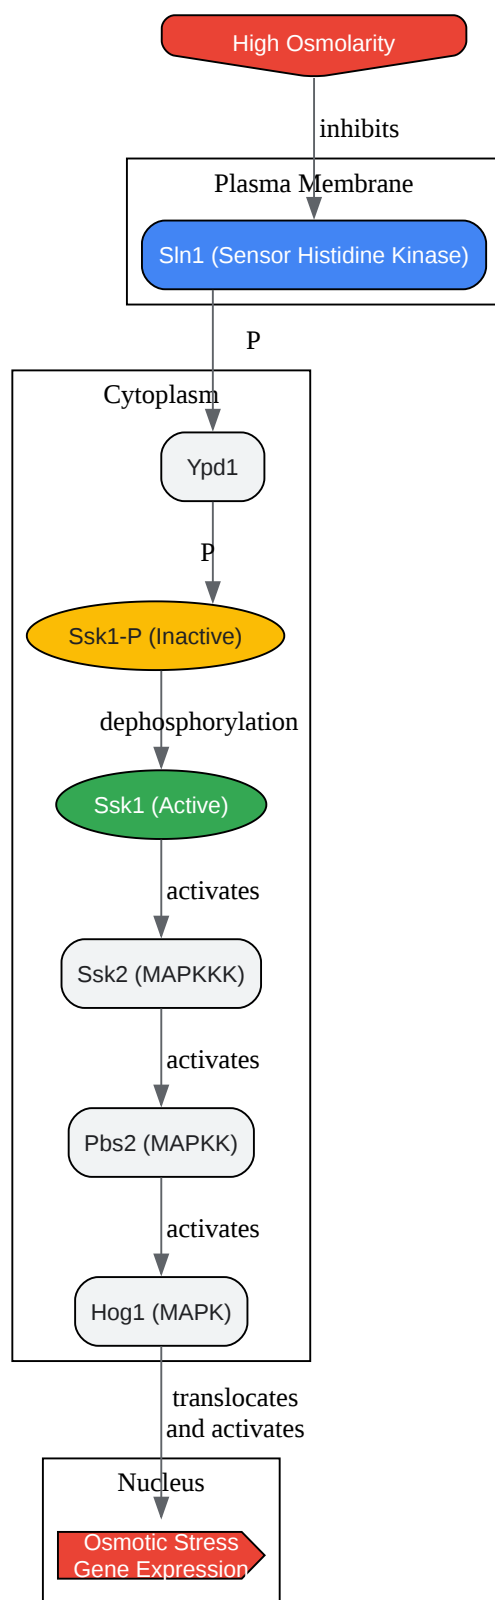 High Osmolarity
inhibits
Plasma Membrane
Sln1 (Sensor Histidine Kinase)
P
Cytoplasm
Ypd1
P
Ssk1-P (Inactive)
dephosphorylation
Ssk1 (Active)
activates
Ssk2 (MAPKKK)
activates
Pbs2 (MAPKK)
activates
Hog1 (MAPK)
translocates
and activates
Nucleus
Osmotic Stress
Gene Expression